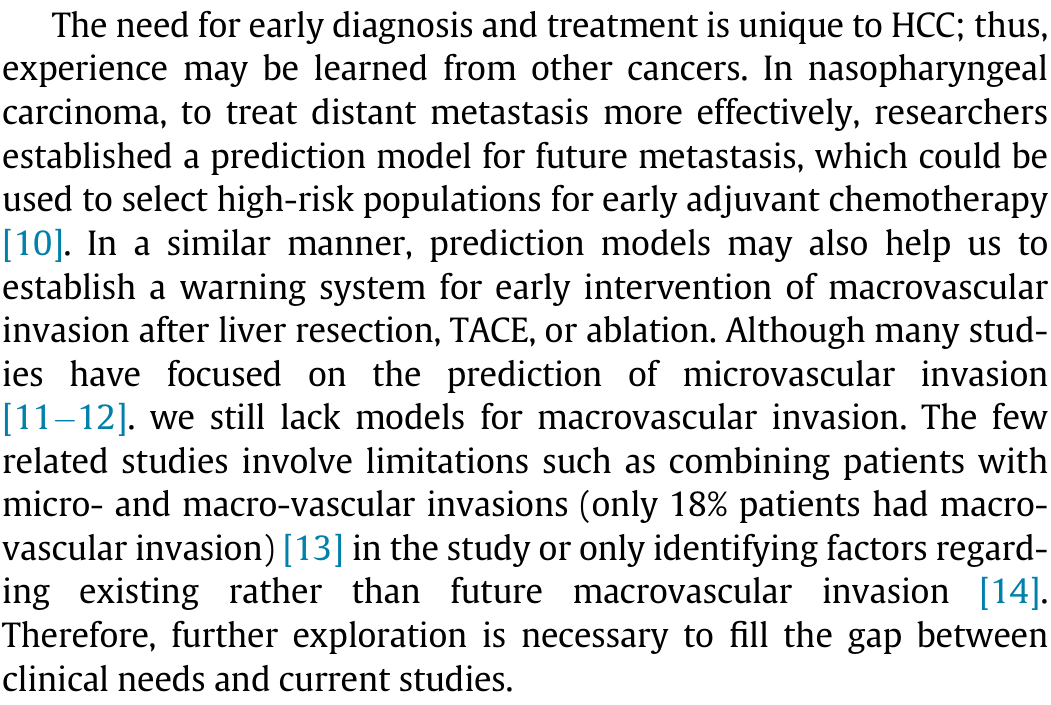 The need for early diagnosis and treatment is unique to HCC; thus,
experience may be learned from other cancers. In nasopharyngeal
carcinoma, to treat distant metastasis more effectively, researchers
established a prediction model for future metastasis, which could be
used to select high-risk populations for early adjuvant chemotherapy
[10]. In a similar manner, prediction models may also help us to
establish a warning system for early intervention of macrovascular
invasion after liver resection, TACE, or ablation. Although many stud-
ies have focused on the prediction of microvascular invasion
[11–12]. we still lack models for macrovascular invasion. The few
related studies involve limitations such as combining patients with
micro- and macro-vascular invasions (only 18% patients had macro-
vascular invasion) [13] in the study or only identifying factors regard-
ing existing rather than future macrovascular invasion [14].
Therefore, further exploration is necessary to fill the gap between
clinical needs and current studies.